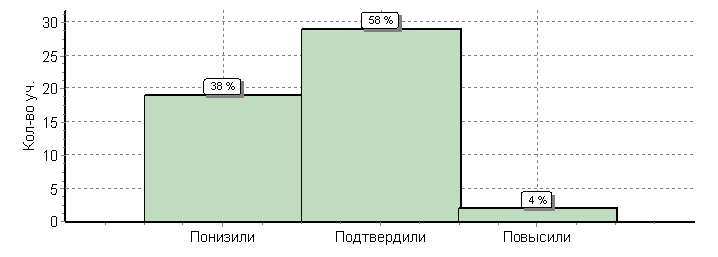 Кол-во уч.
30
25
20
15
10
5
0
38 %
58 %
4 %
Понизили
Подтвердили
Повысили